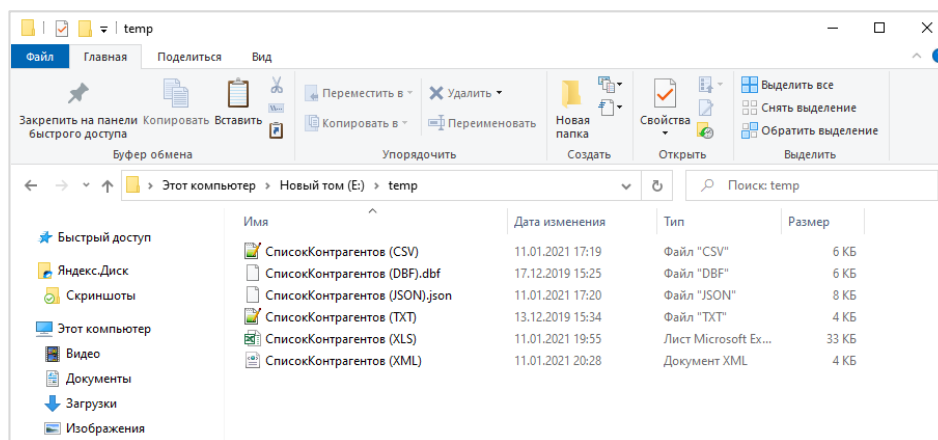 temp
Файл Главная Поделиться Вид
Закрепить на панели быстрого доступа
Копировать
Вставить
Переместить в
Копировать в
Удалить
Переименовать
Новая папка
Свойства
Выделить все
Снять выделение
Обратить выделение
Буфер обмена Упорядочить Создать Открыть Выделить
Этот компьютер > Новый том (E:) > temp
Поиск: temp
Быстрый доступ
Яндекс.Диск
Скриншоты
Этот компьютер
Видео
Документы
Загрузки
Изображения
Имя Дата изменения Тип Размер
СписокКонтрагентов (CSV) 11.01.2021 17:19 Файл "CSV" 6 КБ
СписокКонтрагентов (DBF).dbf 17.12.2019 15:25 Файл "DBF" 6 КБ
СписокКонтрагентов (JSON).json 11.01.2021 17:20 Файл "JSON" 8 КБ
СписокКонтрагентов (TXT) 13.12.2019 15:34 Файл "TXT" 4 КБ
СписокКонтрагентов (XLS) 11.01.2021 19:55 Лист Microsoft Ex... 33 КБ
СписокКонтрагентов (XML) 11.01.2021 20:28 Документ XML 4 КБ